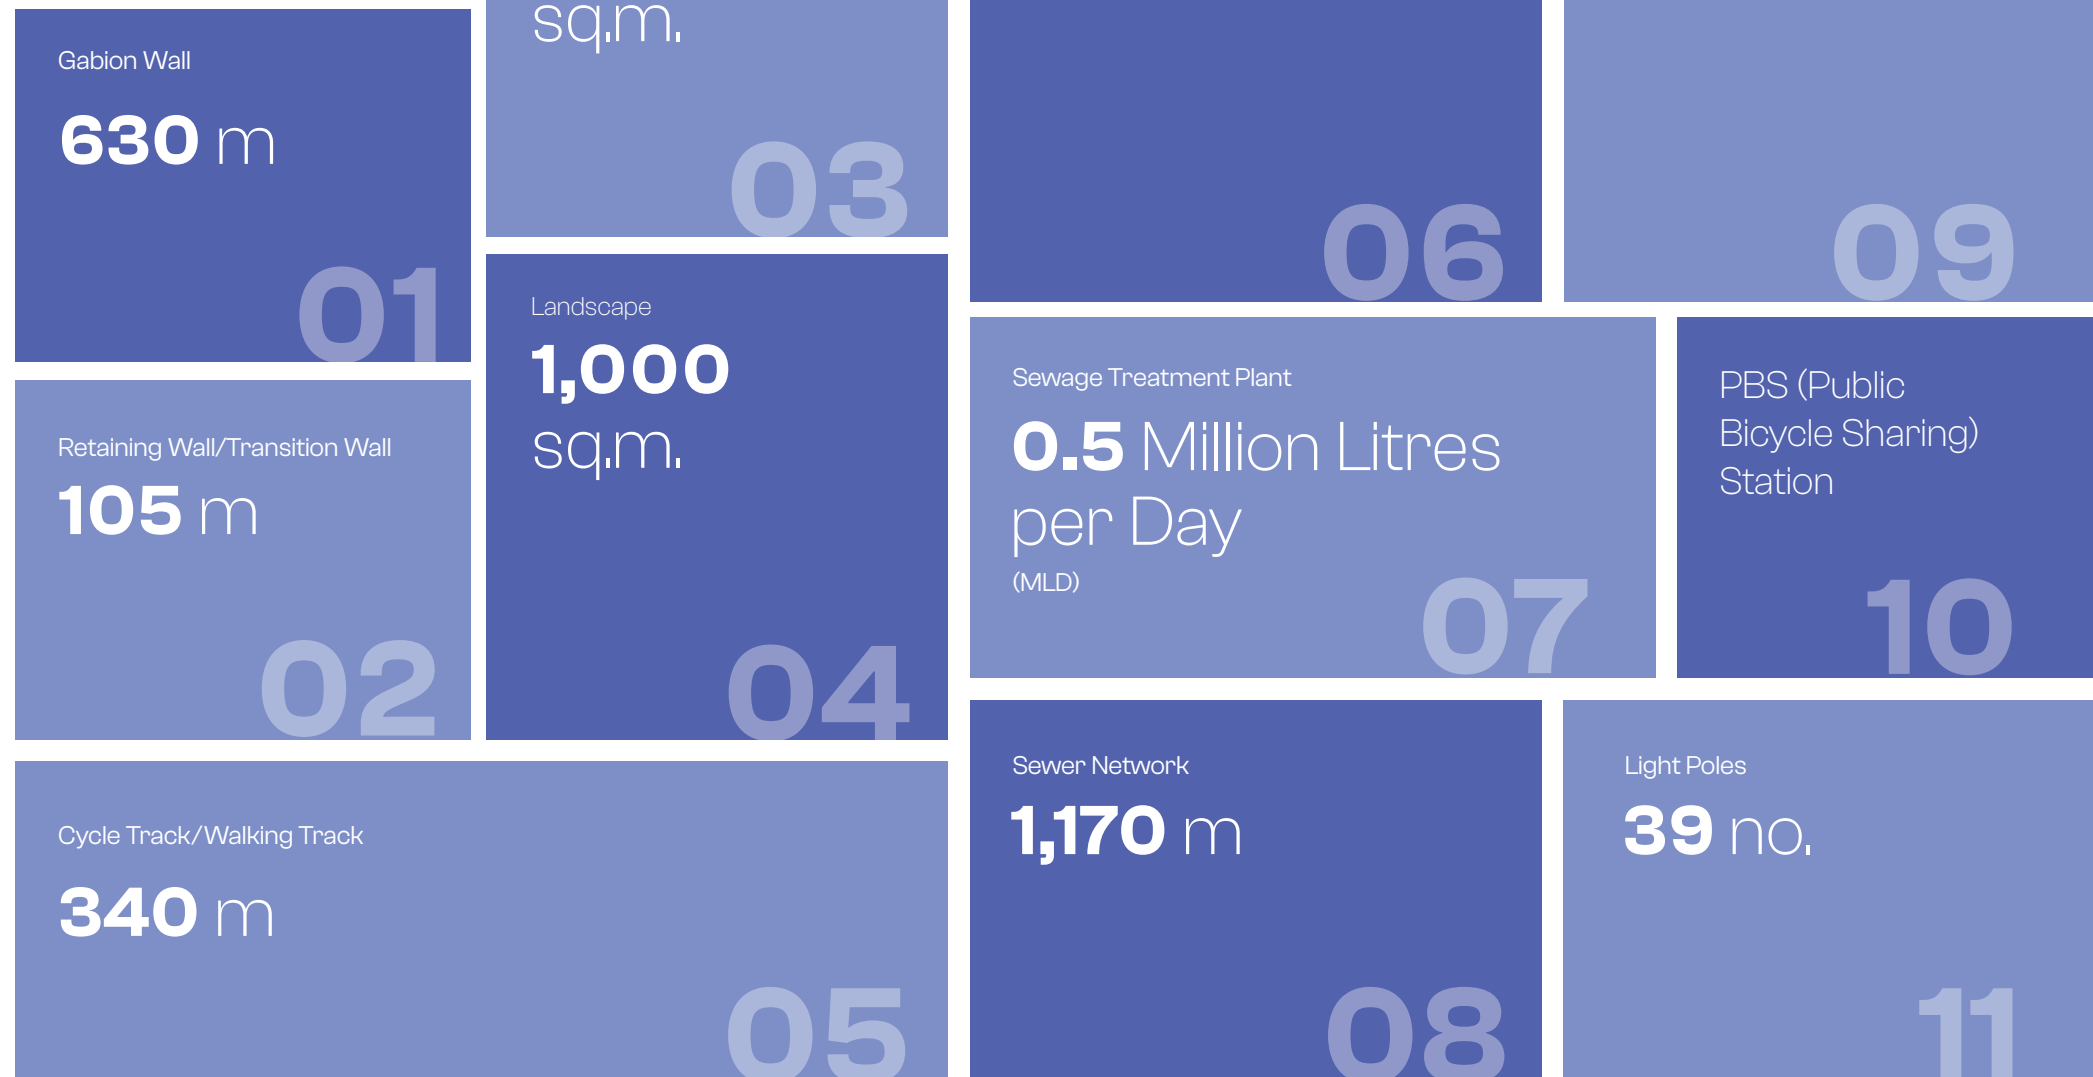 Gabion Wall
630 m
01
Retaining Wall/Transition Wall
105 m
02
sq.m.
03
Landscape
1,000
sq.m.
04
Cycle Track/Walking Track
340 m
05
06
09
Sewage Treatment Plant
0.5 Million Litres
per Day
(MLD)
07
PBS (Public
Bicycle Sharing)
Station
10
Sewer Network
1,170 m
08
Light Poles
39 no.
11